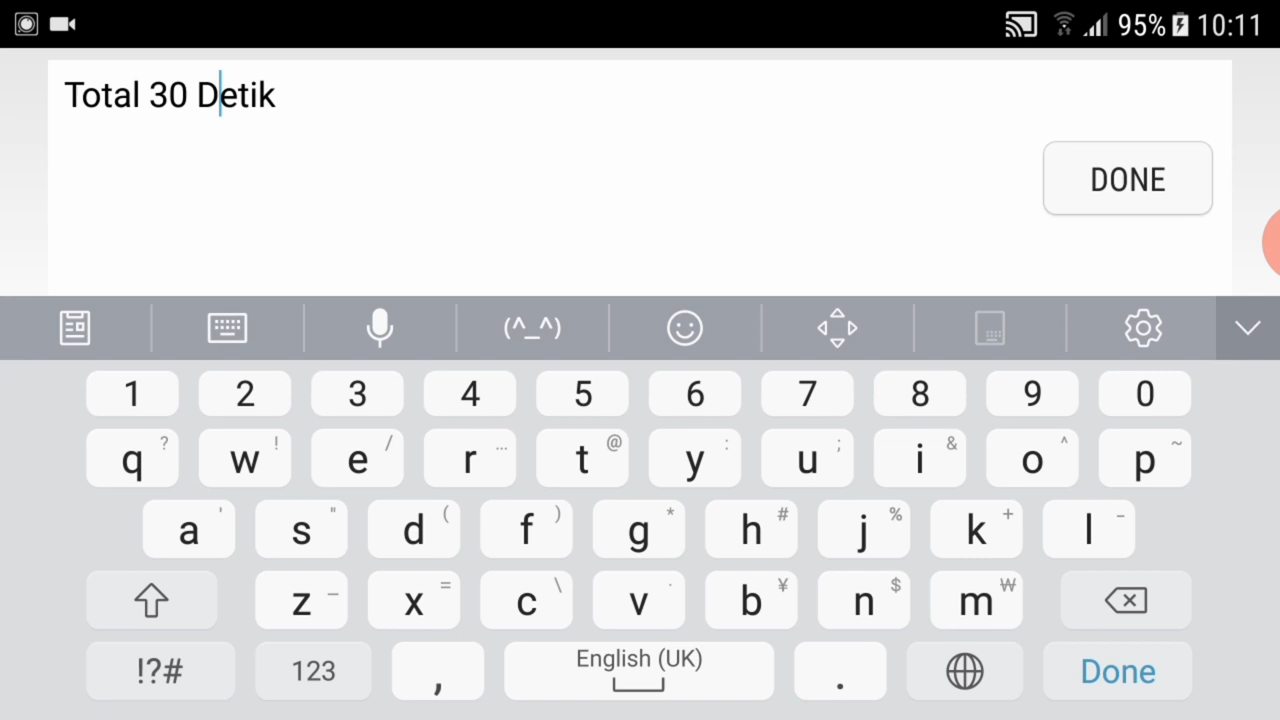 95% 10:11
Total 30 Detik
DONE
(^_^)
1 2 3 4 5 6 7 8 9 0
q ? w ! e / r ... t @ y : u ; i & o ^ p ~
a ' s " d ( f ) g * h # j % k + l -
z _ x = c \ v · b ¥ n $ m ₩
!?# 123 , English (UK) . Done